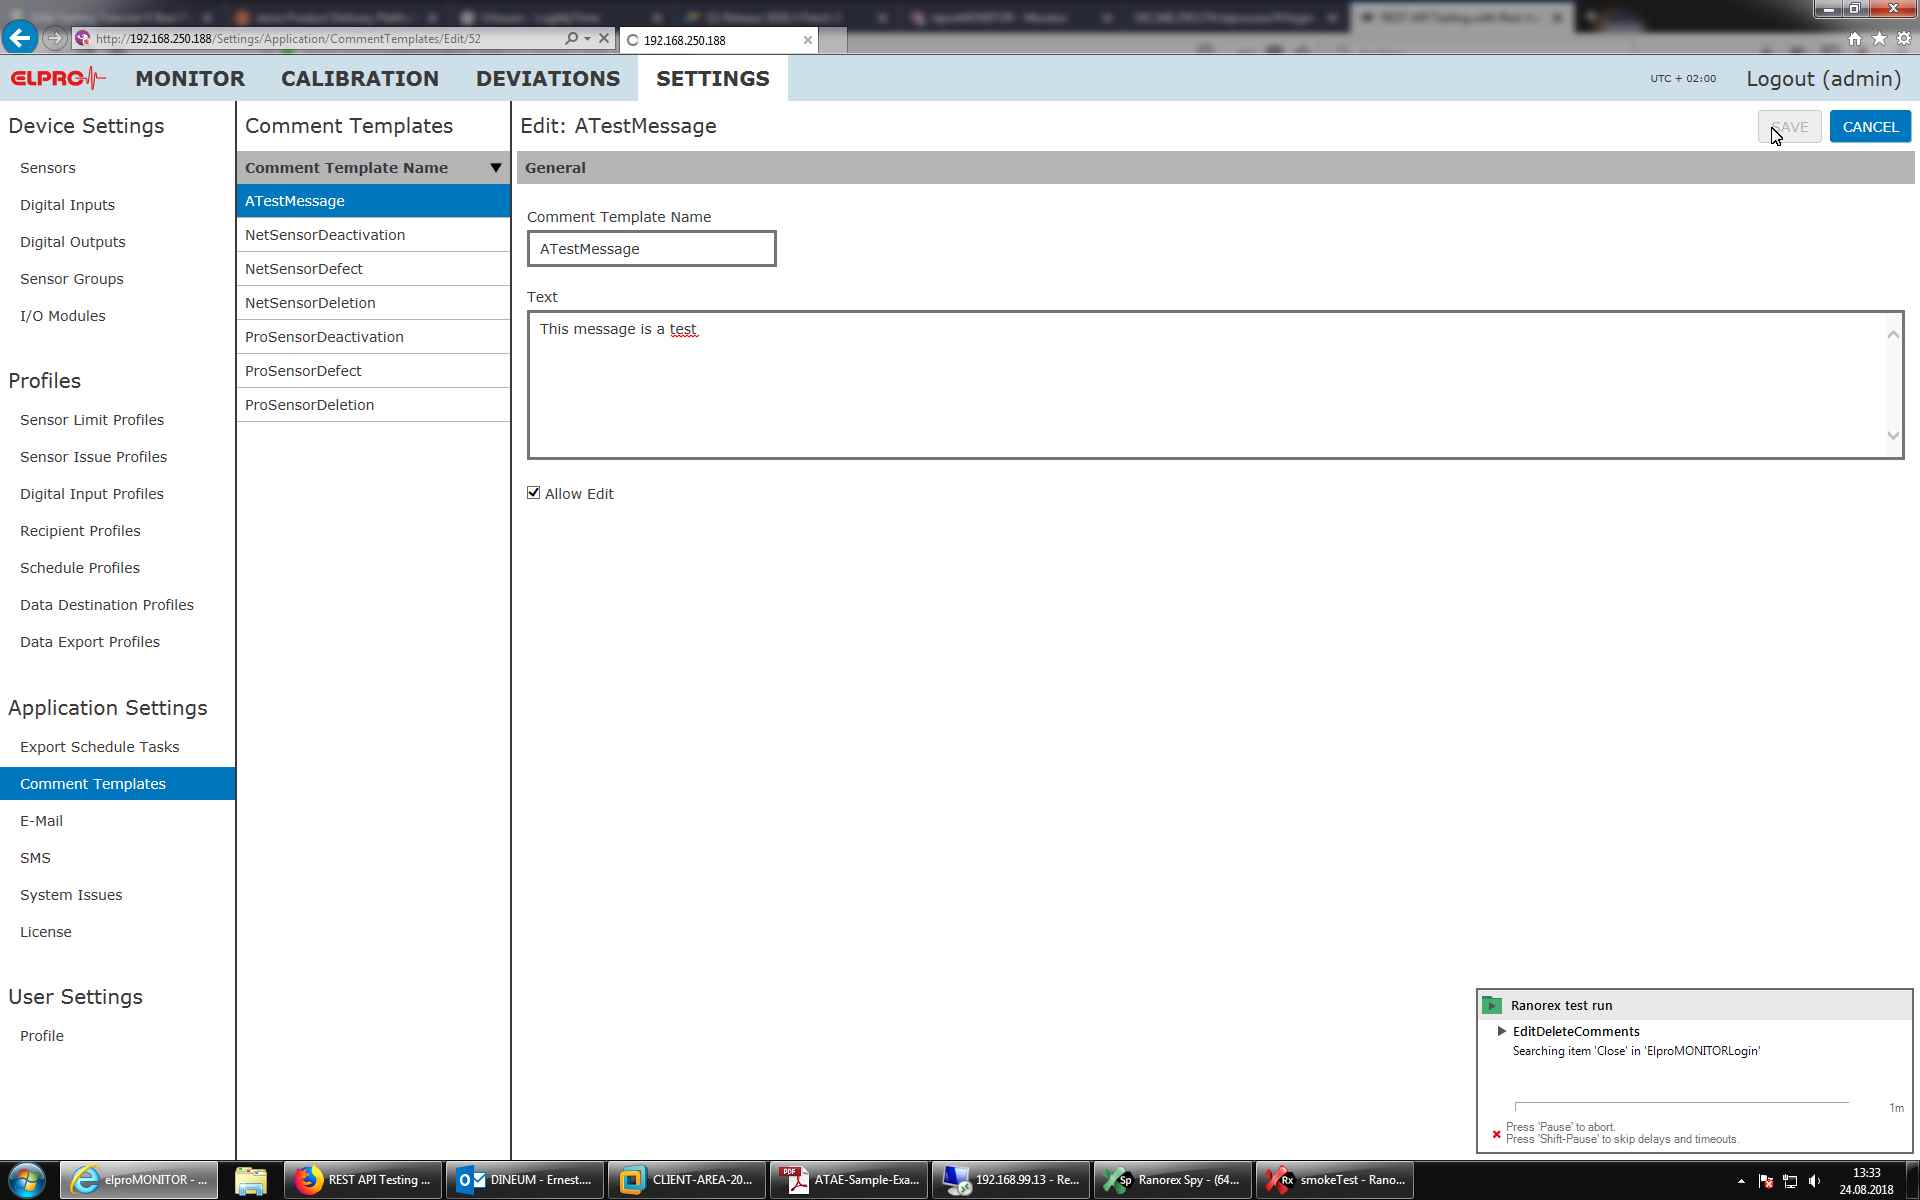 http://192.168.250.188/Settings/Application/CommentTemplates/Edit/52
192.168.250.188
ELPRO
MONITOR
CALIBRATION
DEVIATIONS
SETTINGS
UTC + 02:00
Logout (admin)
Device Settings
Sensors
Digital Inputs
Digital Outputs
Sensor Groups
I/O Modules
Profiles
Sensor Limit Profiles
Sensor Issue Profiles
Digital Input Profiles
Recipient Profiles
Schedule Profiles
Data Destination Profiles
Data Export Profiles
Application Settings
Export Schedule Tasks
Comment Templates
E-Mail
SMS
System Issues
License
User Settings
Profile
Comment Templates
Comment Template Name
ATestMessage
NetSensorDeactivation
NetSensorDefect
NetSensorDeletion
ProSensorDeactivation
ProSensorDefect
ProSensorDeletion
Edit: ATestMessage
SAVE
CANCEL
General
Comment Template Name
ATestMessage
Text
This message is a test
Allow Edit
Ranorex test run
EditDeleteComments
Searching item 'Close' in 'ElproMONITORLogin'
1m
Press 'Pause' to abort.
Press 'Shift-Pause' to skip delays and timeouts.
elproMONITOR - ...
REST API Testing ...
DINEUM - Ernest....
CLIENT-AREA-20...
ATAE-Sample-Exa...
192.168.99.13 - Re...
Ranorex Spy - (64...
smokeTest - Rano...
13:33
24.08.2018